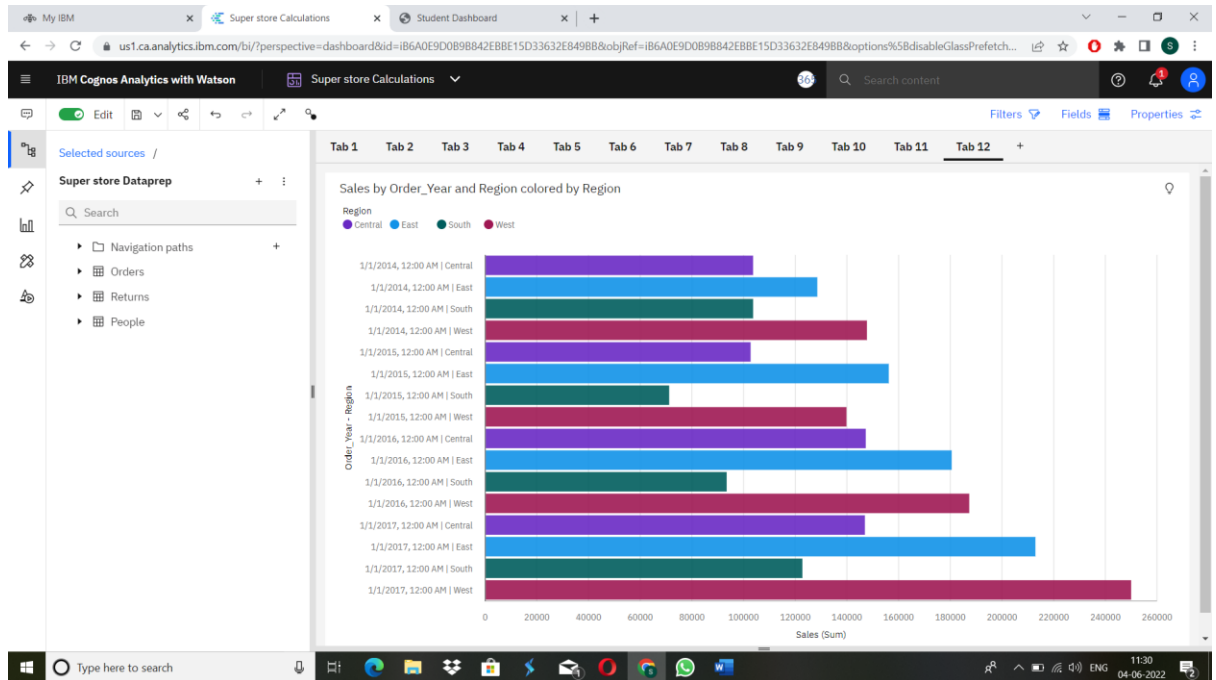 My IBM
Super store Calculations
Student Dashboard
us1.ca.analytics.ibm.com/bi/?perspective=dashboard&id=iB6A0E9D0B9B842EBBE15D33632E849BB&objRef=iB6A0E9D0B9B842EBBE15D33632E849BB&options%5BdisableGlassPrefetch...
S
IBM Cognos Analytics with Watson
Super store Calculations
Search content
1
Edit
Filters
Fields
Properties
Selected sources /
Super store Dataprep
Search
Navigation paths
Orders
Returns
People
Tab 1 Tab 2 Tab 3 Tab 4 Tab 5 Tab 6 Tab 7 Tab 8 Tab 9 Tab 10 Tab 11 Tab 12 +
Sales by Order_Year and Region colored by Region
Region
Central East South West
Order_Year - Region
1/1/2014, 12:00 AM | Central
1/1/2014, 12:00 AM | East
1/1/2014, 12:00 AM | South
1/1/2014, 12:00 AM | West
1/1/2015, 12:00 AM | Central
1/1/2015, 12:00 AM | East
1/1/2015, 12:00 AM | South
1/1/2015, 12:00 AM | West
1/1/2016, 12:00 AM | Central
1/1/2016, 12:00 AM | East
1/1/2016, 12:00 AM | South
1/1/2016, 12:00 AM | West
1/1/2017, 12:00 AM | Central
1/1/2017, 12:00 AM | East
1/1/2017, 12:00 AM | South
1/1/2017, 12:00 AM | West
0 20000 40000 60000 80000 100000 120000 140000 160000 180000 200000 220000 240000 260000
Sales (Sum)
Type here to search
ENG
11:30
04-06-2022
2